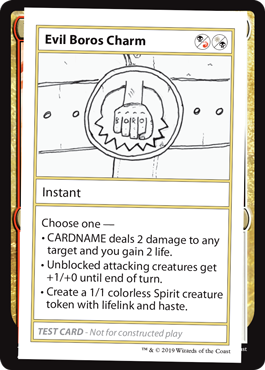 Evil Boros Charm
Instant
Choose one —
• CARDNAME deals 2 damage to any
target and you gain 2 life.
• Unblocked attacking creatures get
+1/+0 until end of turn.
• Create a 1/1 colorless Spirit creature
token with lifelink and haste.
TEST CARD - Not for constructed play
™ & © 2019 Wizards of the Coast